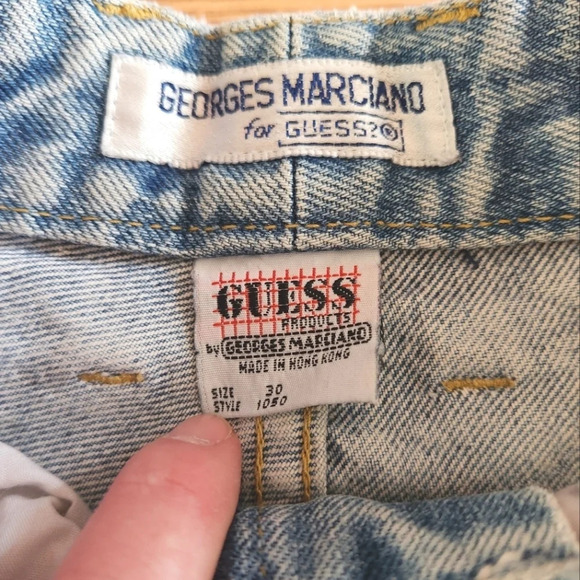 GEORGES MARCIANO
for GUESS?®
GUESS
PRODUCTS
by GEORGES MARCIANO
MADE IN HONG KONG
SIZE 30
STYLE 1050